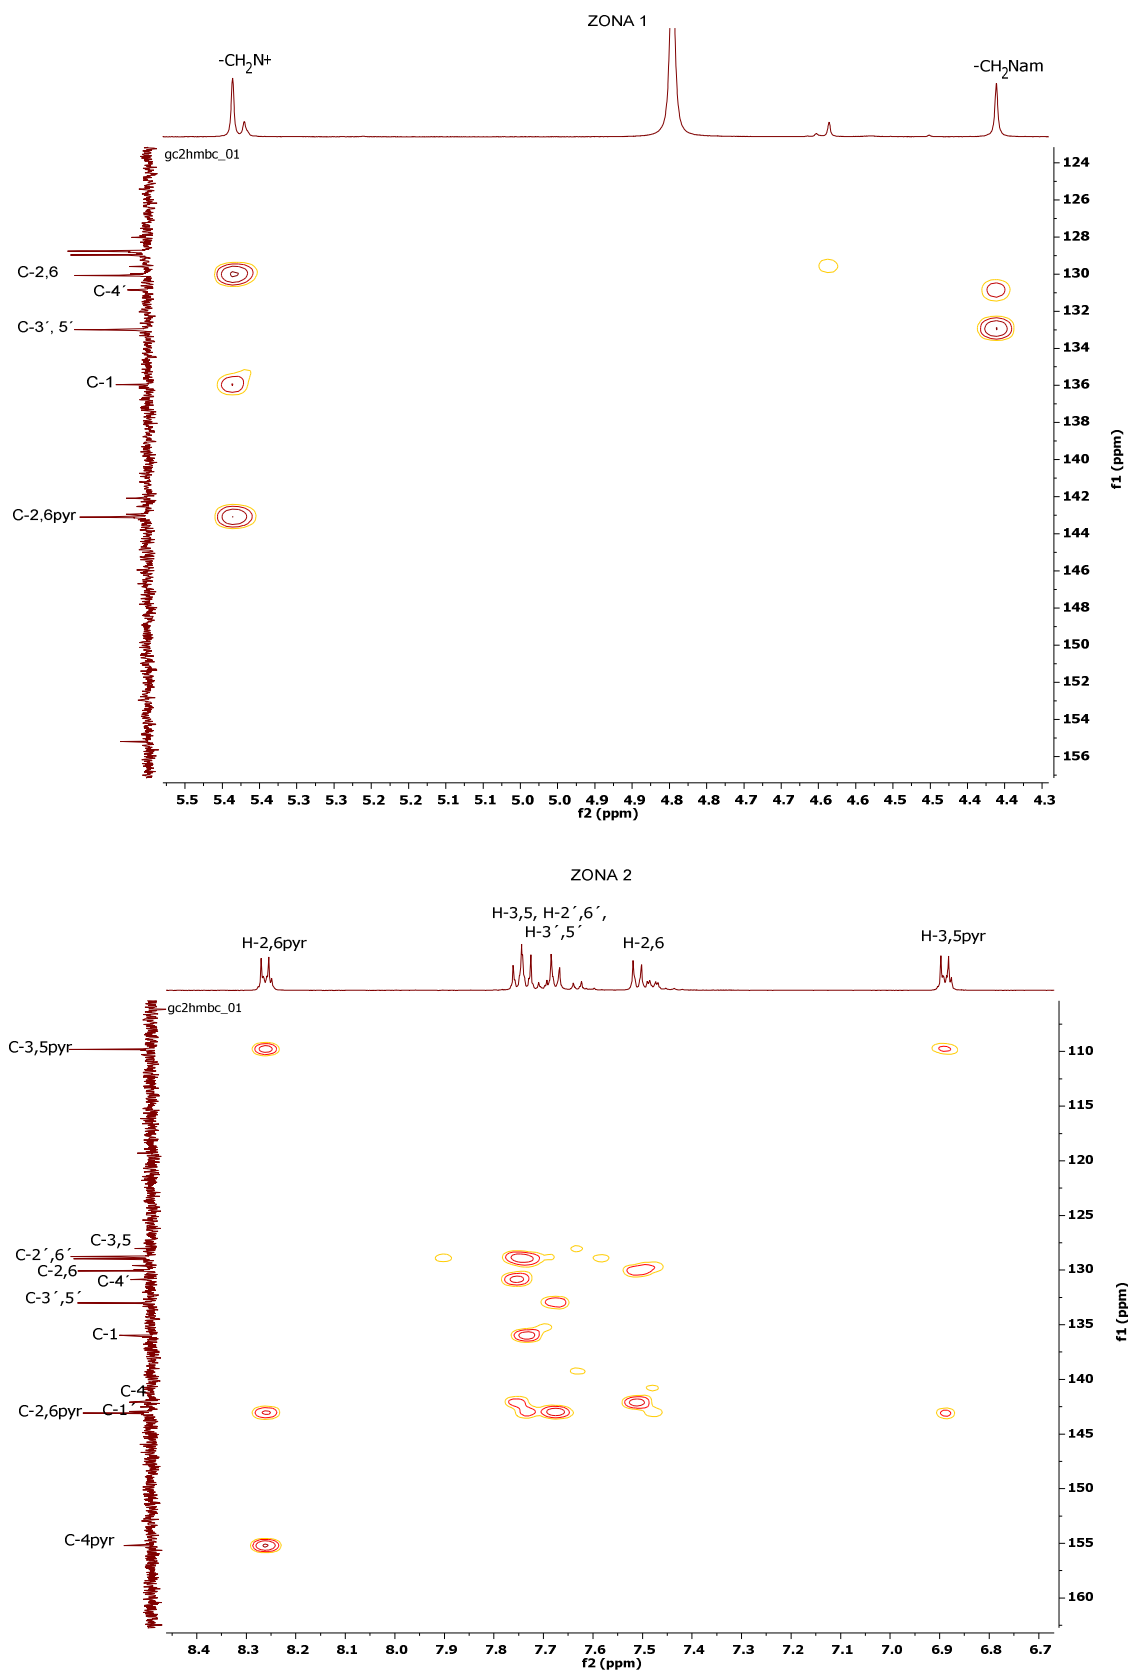 ZONA 1
-CH2N+
-CH2Nam
gc2hmbc_01
124
126
128
C-2,6
130
C-4´
132
C-3´, 5´
134
C-1
136
138
140
142
C-2,6pyr
144
146
148
150
152
154
156
f1 (ppm)
5.5 5.4 5.4 5.3 5.3 5.2 5.2 5.1 5.1 5.0 5.0 4.9 4.9 4.8 4.8 4.7 4.7 4.6 4.6 4.5 4.5 4.4 4.4 4.3
f2 (ppm)
ZONA 2
H-3,5, H-2´,6´,
H-3´,5´
H-2,6pyr
H-2,6
H-3,5pyr
gc2hmbc_01
C-3,5pyr
110
115
120
125
C-3,5
C-2´,6´
C-2,6
130
C-4´
C-3´,5´
C-1
135
140
C-4
C-1´
C-2,6pyr
145
150
C-4pyr
155
160
f1 (ppm)
8.4 8.3 8.2 8.1 8.0 7.9 7.8 7.7 7.6 7.5 7.4 7.3 7.2 7.1 7.0 6.9 6.8 6.7
f2 (ppm)